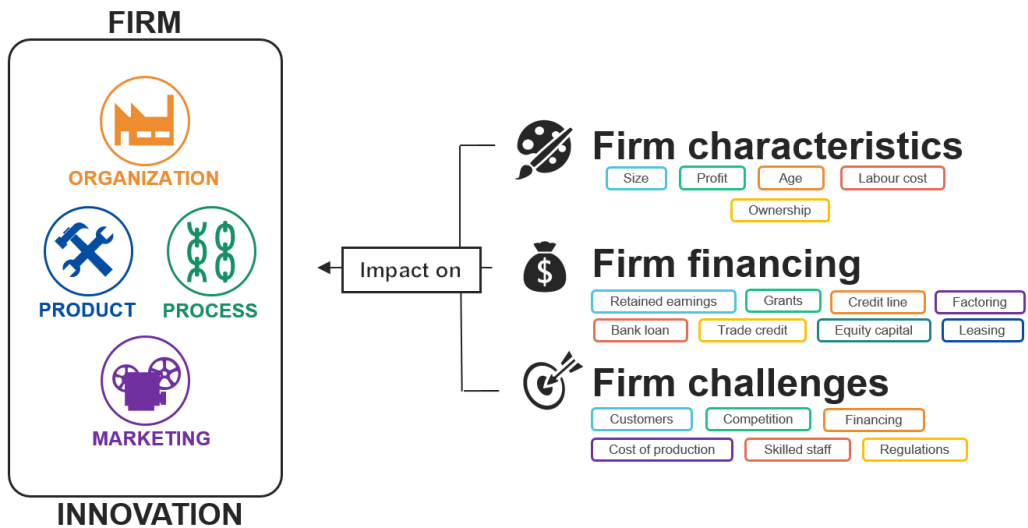 FIRM
ORGANIZATION
PRODUCT PROCESS
MARKETING
INNOVATION
Impact on
Firm characteristics
Size Profit Age Labour cost
Ownership
Firm financing
Retained earnings Grants Credit line Factoring
Bank loan Trade credit Equity capital Leasing
Firm challenges
Customers Competition Financing
Cost of production Skilled staff Regulations